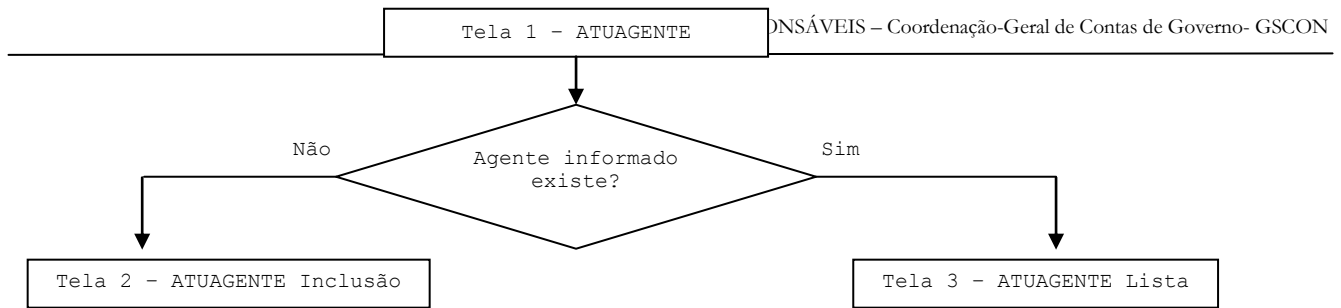 Tela 1 – ATUAGENTE
– Coordenação-Geral de Contas de Governo- GSCON
Não
Agente informado
existe?
Sim
Tela 2 – ATUAGENTE Inclusão
Tela 3 – ATUAGENTE Lista